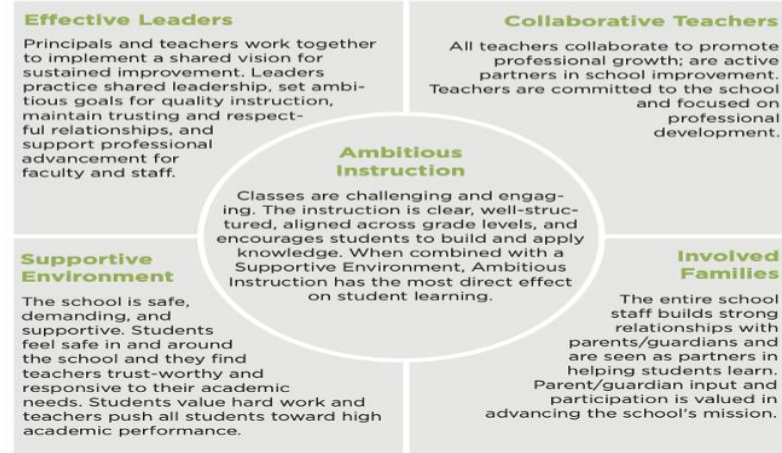 Effective Leaders
Principals and teachers work together
to implement a shared vision for
sustained improvement. Leaders
practice shared leadership, set ambi-
tious goals for quality instruction,
maintain trusting and respect-
ful relationships, and
support professional
advancement for
faculty and staff.
Collaborative Teachers
All teachers collaborate to promote
professional growth; are active
partners in school improvement.
Teachers are committed to the school
and focused on
professional
development.
Ambitious
Instruction
Classes are challenging and engag-
ing. The instruction is clear, well-struc-
tured, aligned across grade levels, and
encourages students to build and apply
knowledge. When combined with a
Supportive Environment, Ambitious
Instruction has the most direct effect
on student learning.
Supportive
Environment
The school is safe,
demanding, and
supportive. Students
feel safe in and around
the school and they find
teachers trust-worthy and
responsive to their academic
needs. Students value hard work and
teachers push all students toward high
academic performance.
Involved
Families
The entire school
staff builds strong
relationships with
parents/guardians and
are seen as partners in
helping students learn.
Parent/guardian input and
participation is valued in
advancing the school's mission.